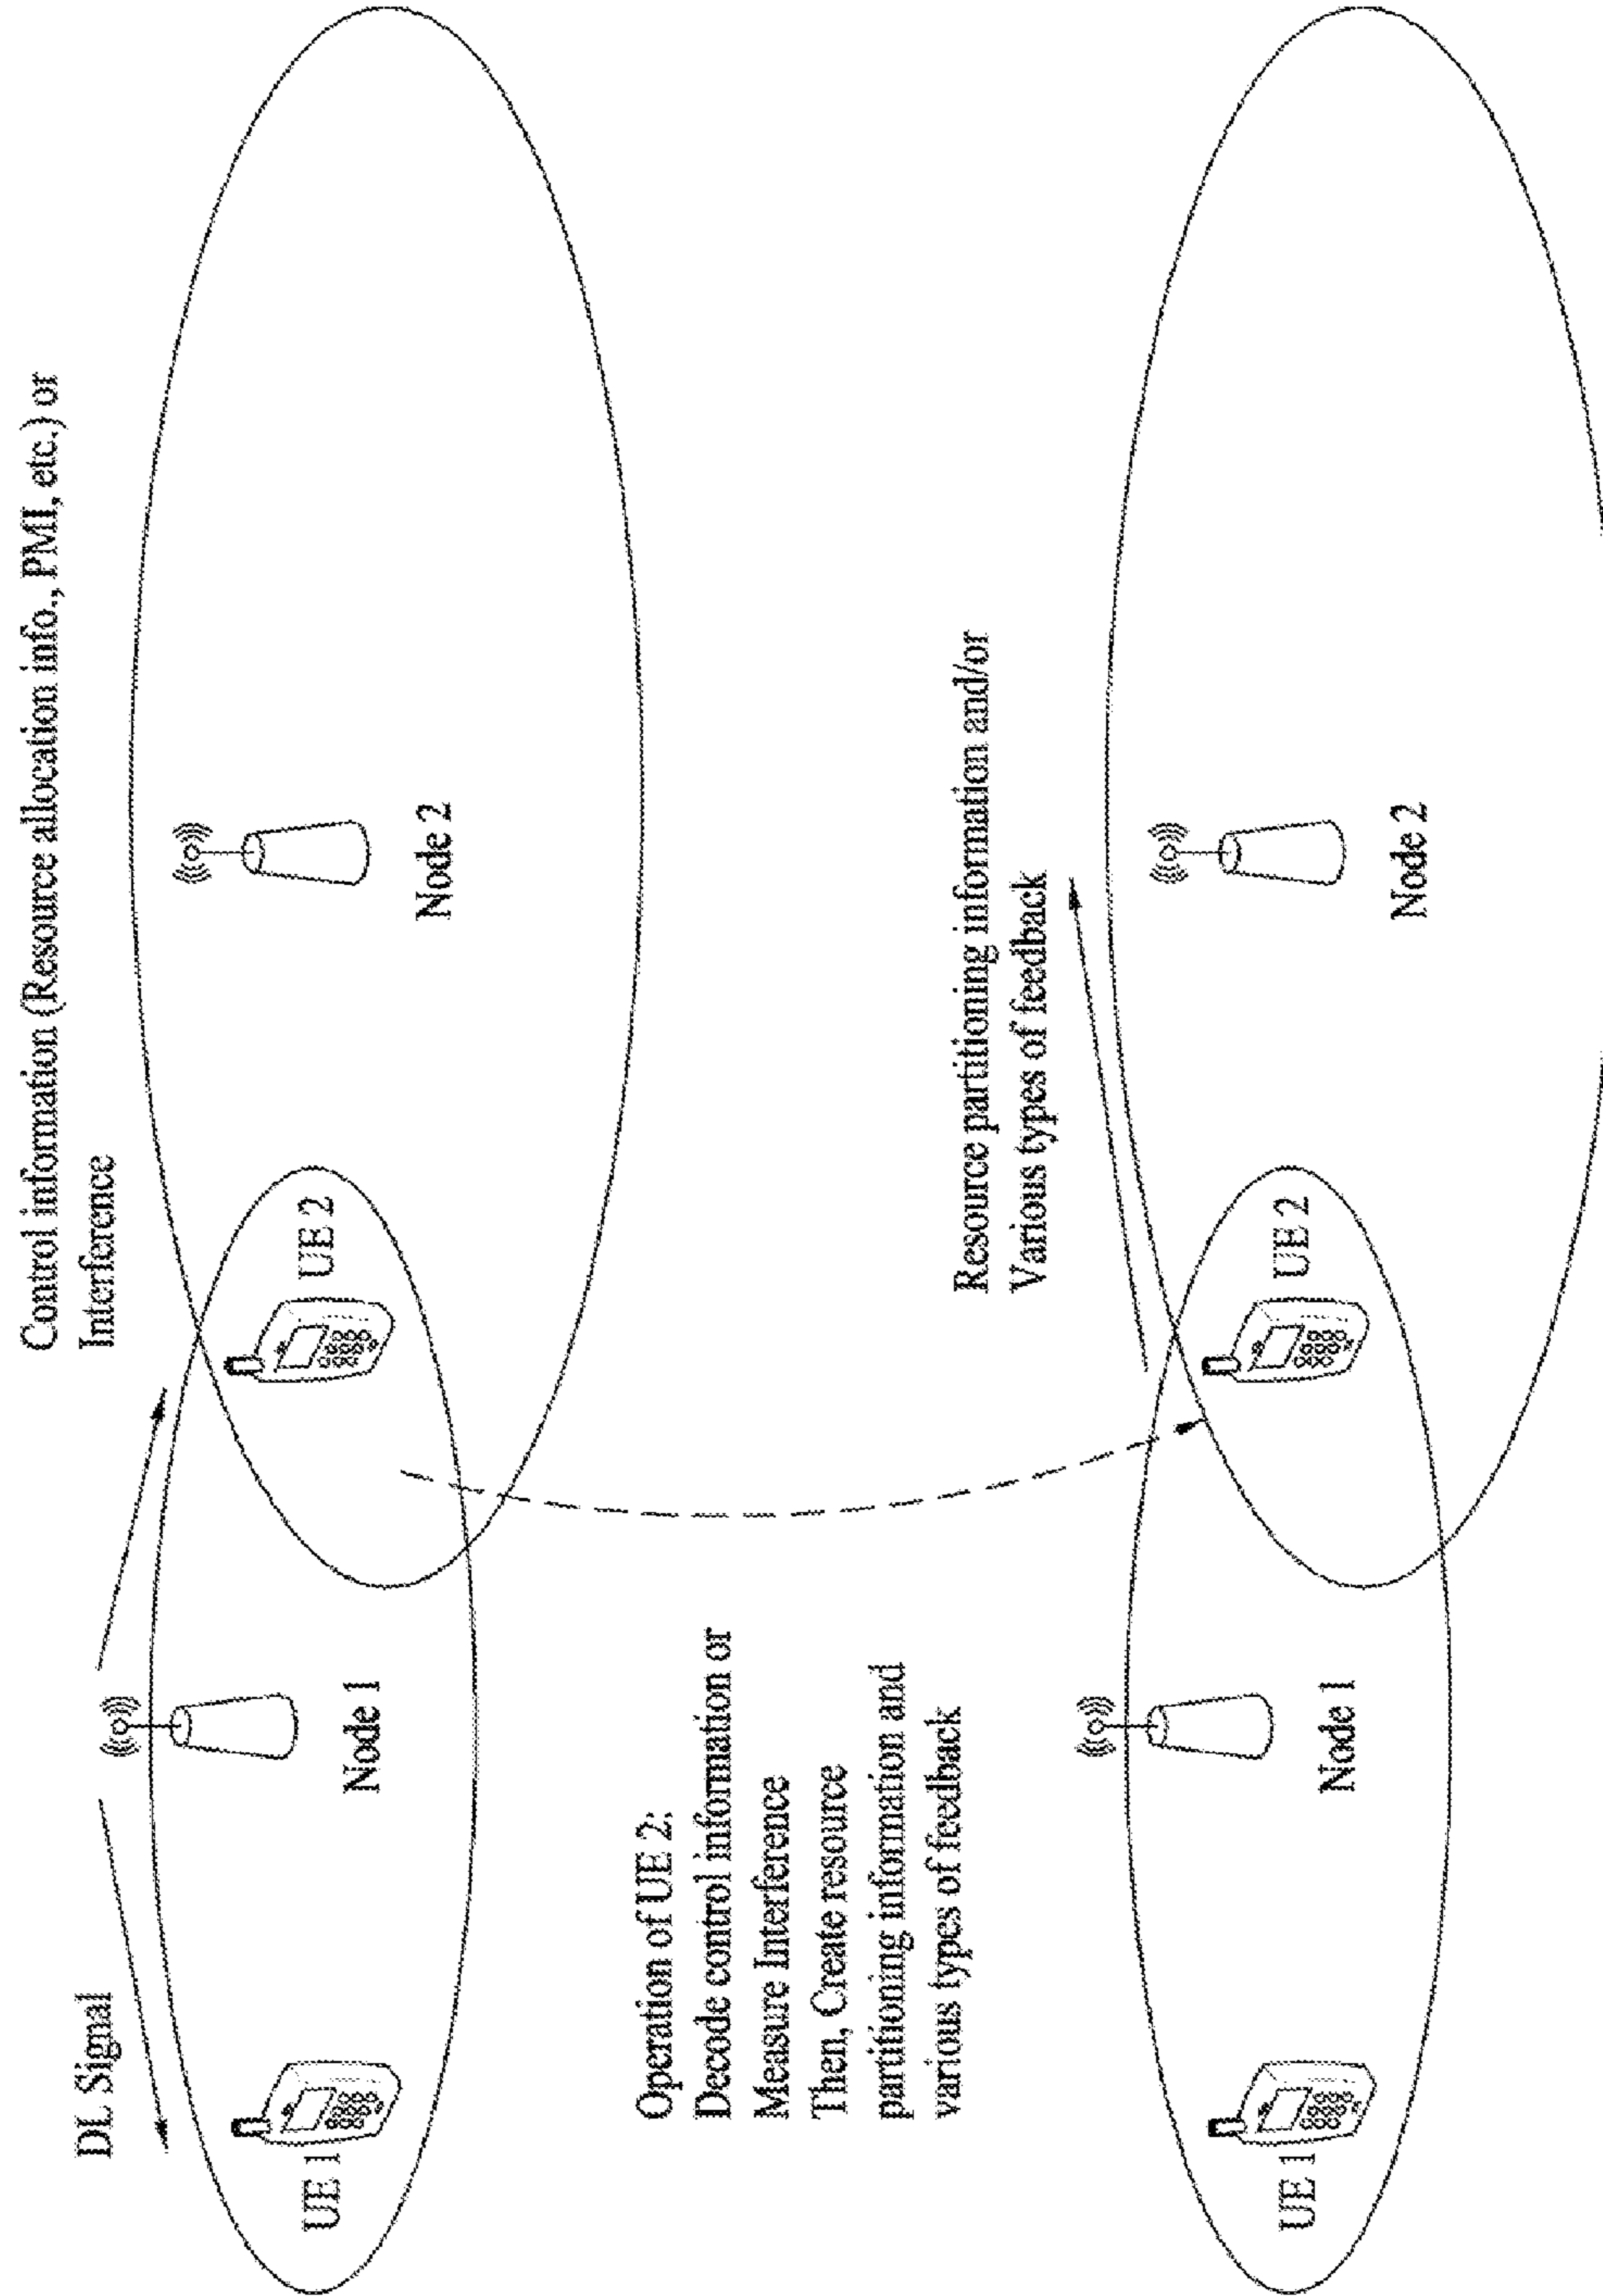 Control information (Resource allocation info., PMI, etc.) or
Interference
DL Signal
UE 1
Node 1
UE 2
Node 2
Operation of UE 2:
Decode control information or
Measure Interference
Then, Create resource
partitioning information and
various types of feedback
Resource partitioning information and/or
Various types of feedback
UE 1
Node 1
UE 2
Node 2